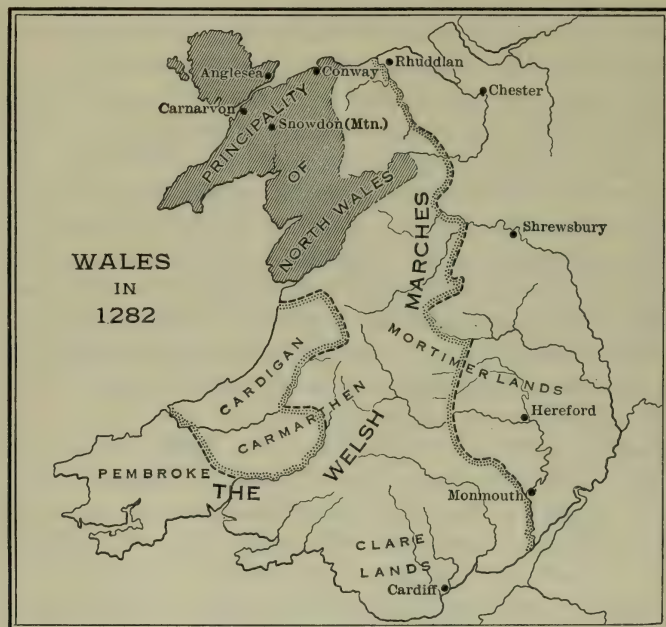 Anglesea
Conway
Rhuddlan
Chester
Carnarvon
Snowdon (Mtn.)
PRINCIPALITY
OF
NORTH WALES
MARCHES
Shrewsbury
WALES
IN
1282
MORTIMER LANDS
CARDIGAN
CARMARTHEN
Hereford
PEMBROKE
THE
WELSH
Monmouth
CLARE
LANDS
Cardiff